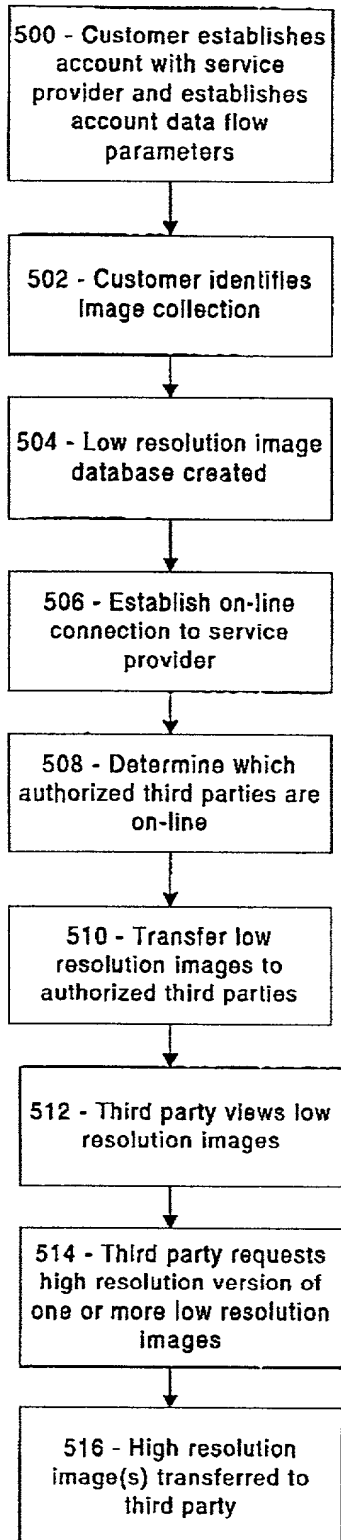 500 - Customer establishes
account with service
provider and establishes
account data flow
parameters
502 - Customer identifies
image collection
504 - Low resolution image
database created
506 - Establish on-line
connection to service
provider
508 - Determine which
authorized third parties are
on-line
510 - Transfer low
resolution images to
authorized third parties
512 - Third party views low
resolution images
514 - Third party requests
high resolution version of
one or more low resolution
images
516 - High resolution
image(s) transferred to
third party